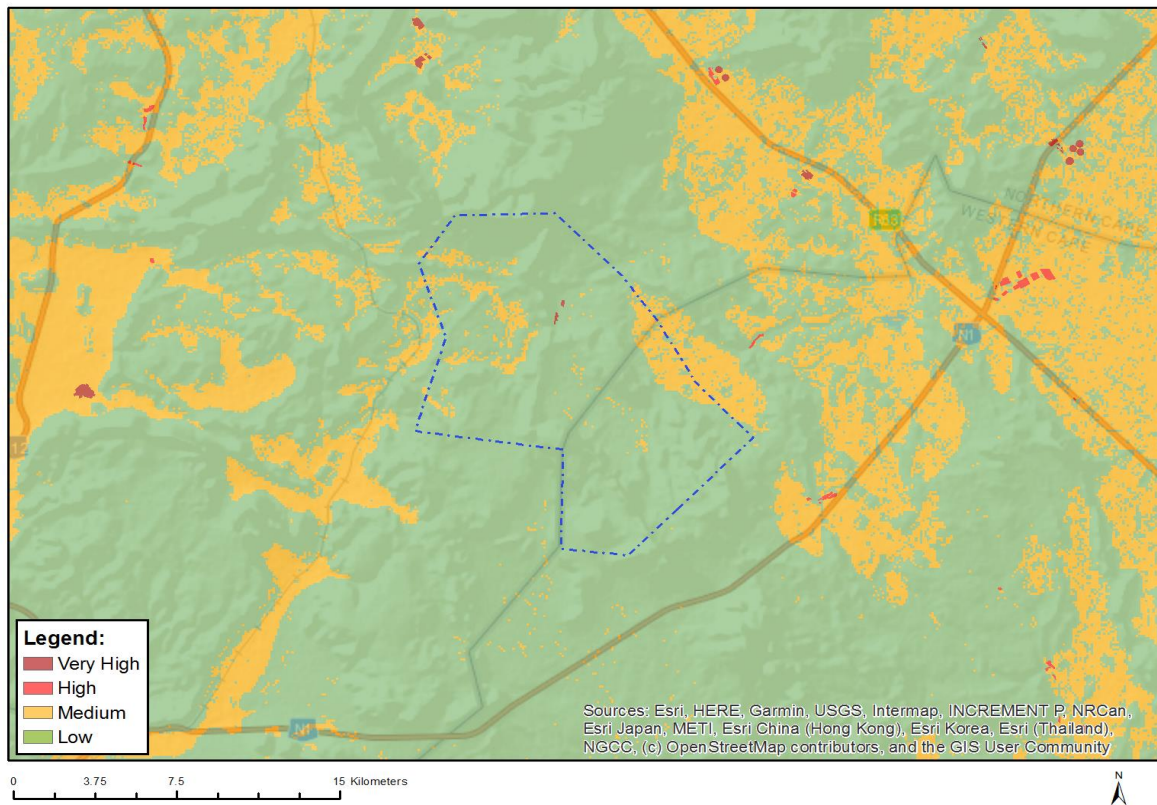 R63
NORTHERN CAPE
WESTERN CAPE
N1
12
Legend:
Very High
High
Medium
Low
N1
Sources: Esri, HERE, Garmin, USGS, Intermap, INCREMENT P, NRCan,
Esri Japan, METI, Esri China (Hong Kong), Esri Korea, Esri (Thailand),
NGCC, (c) OpenStreetMap contributors, and the GIS User Community
0 3.75 7.5 15 Kilometers
N